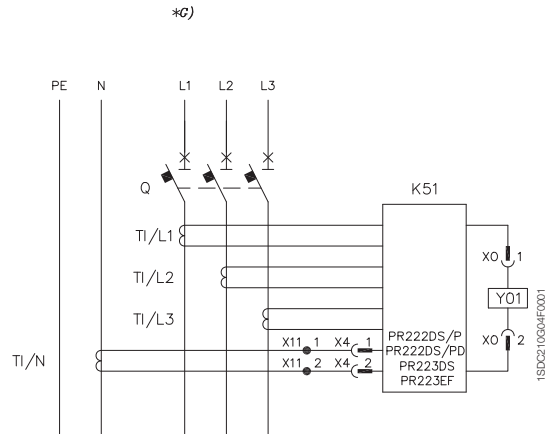 *G)
PE N L1 L2 L3
Q
K51
TI/L1
X0 1
TI/L2
Y01
TI/L3
X0 2
PR222DS/P
X11 1 X4 1 PR222DS/PD
TI/N
X11 2 X4 2 PR223DS
PR223EF
1SDC210G04F0001